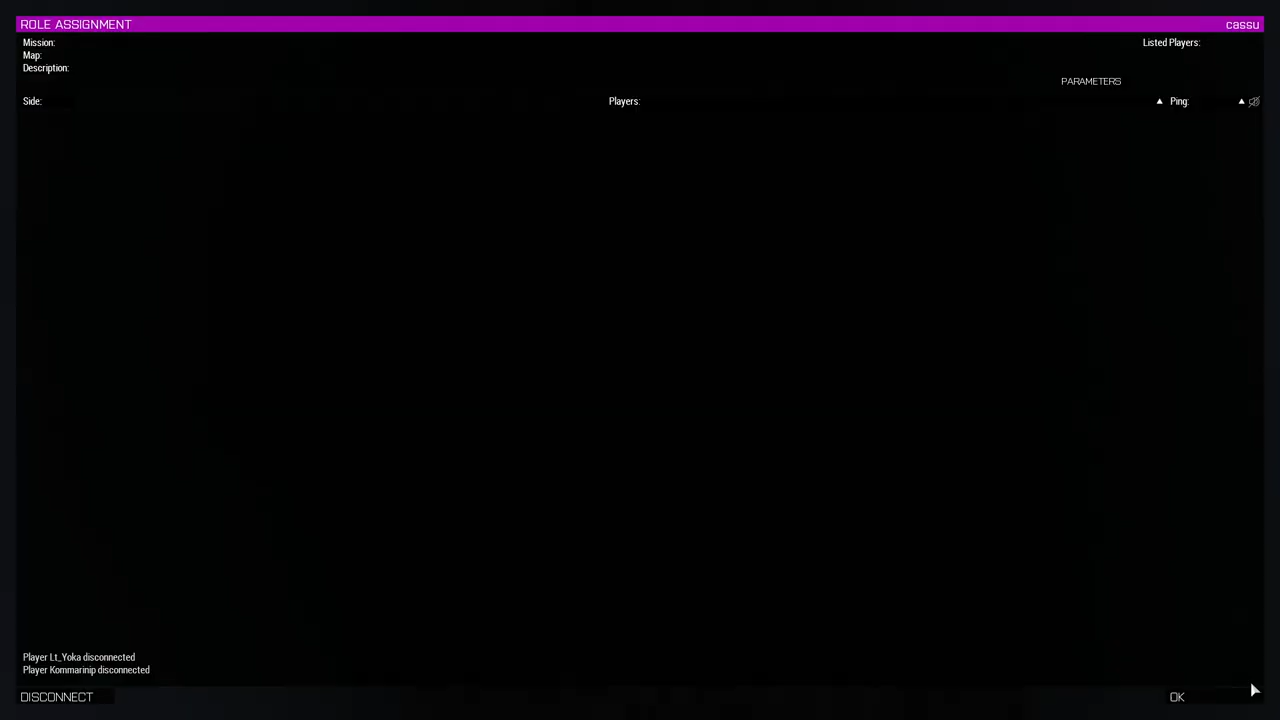 ROLE ASSIGNMENT cassu
Mission: Listed Players:
Map:
Description:
PARAMETERS
Side: Players: Ping:
Player Lt_Yoka disconnected
Player Kommarinip disconnected
DISCONNECT OK